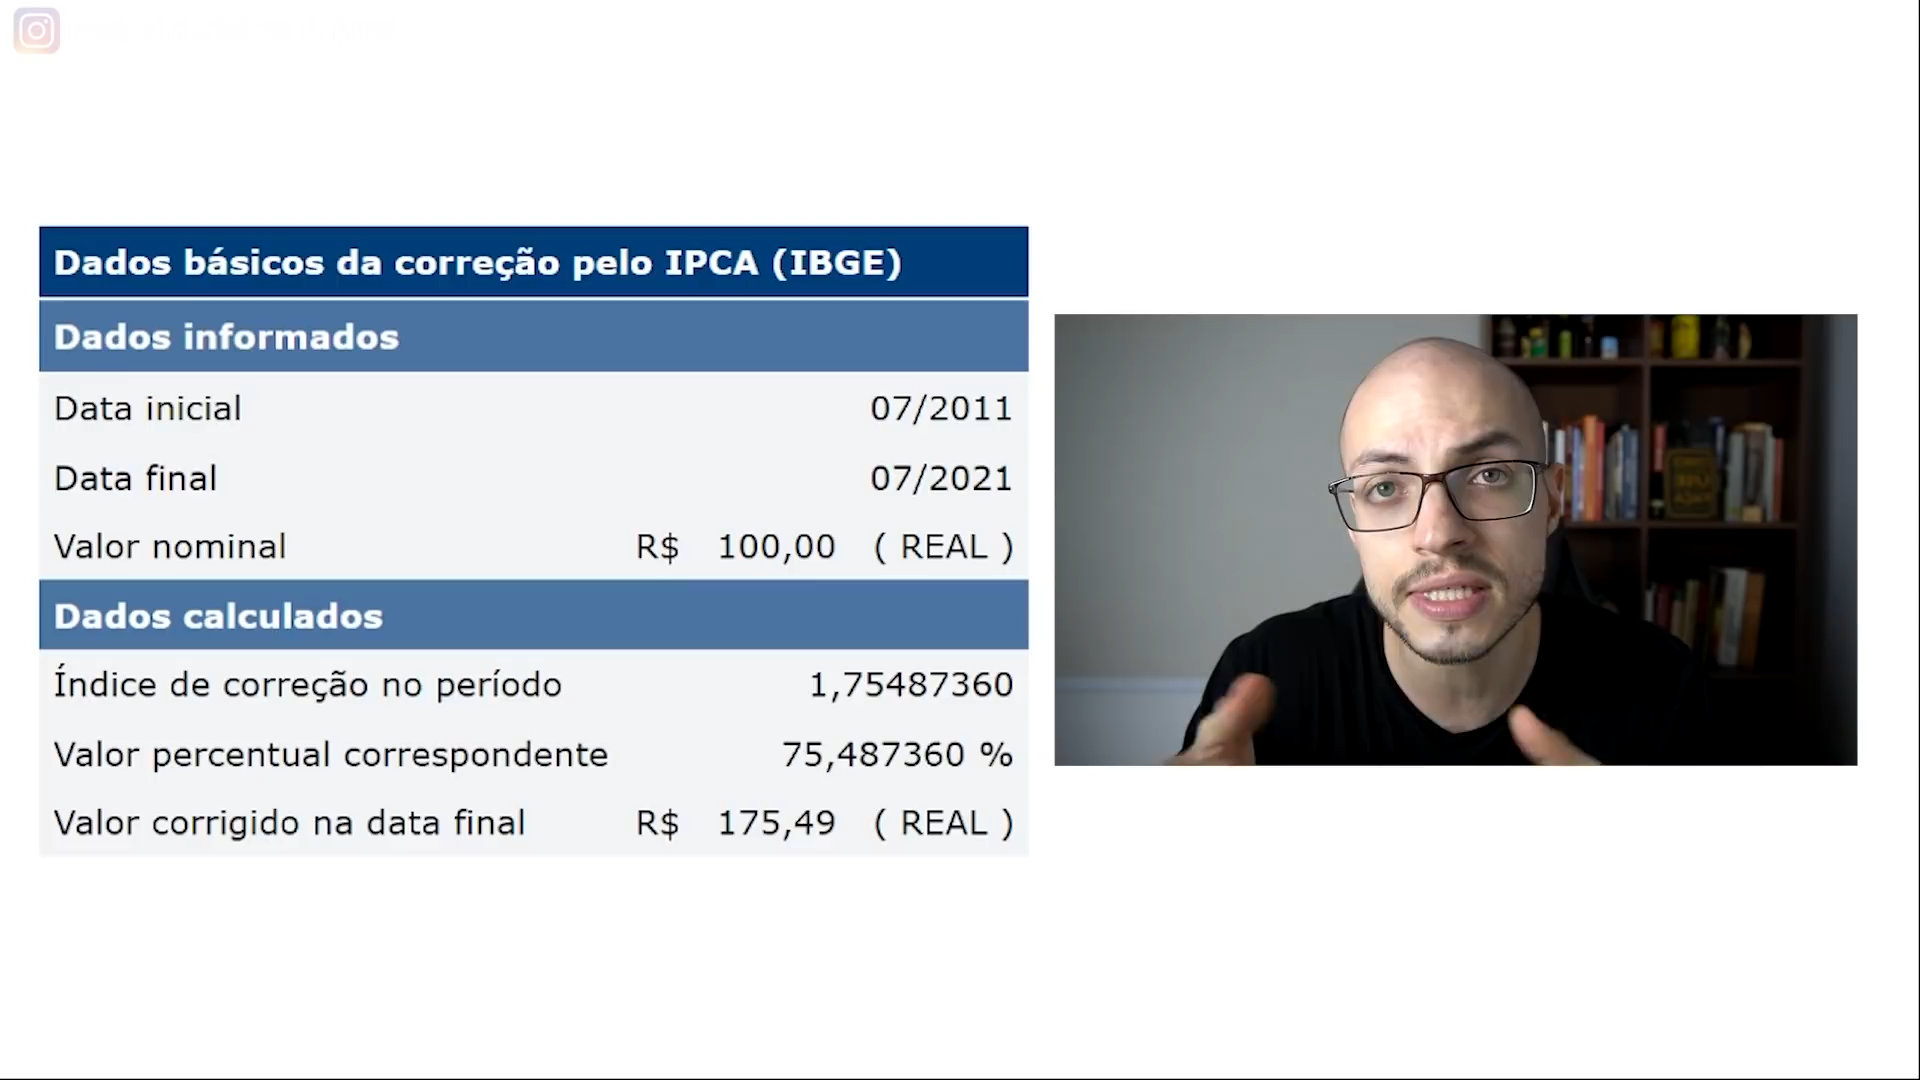 Dados básicos da correção pelo IPCA (IBGE)
Dados informados
Data inicial 07/2011
Data final 07/2021
Valor nominal R$ 100,00 ( REAL )
Dados calculados
Índice de correção no período 1,75487360
Valor percentual correspondente 75,487360 %
Valor corrigido na data final R$ 175,49 ( REAL )